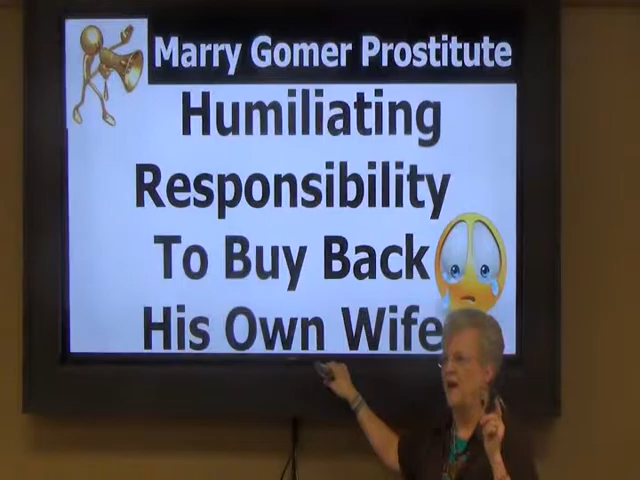 Marry Gomer Prostitute
Humiliating
Responsibility
To Buy Back
His Own Wife